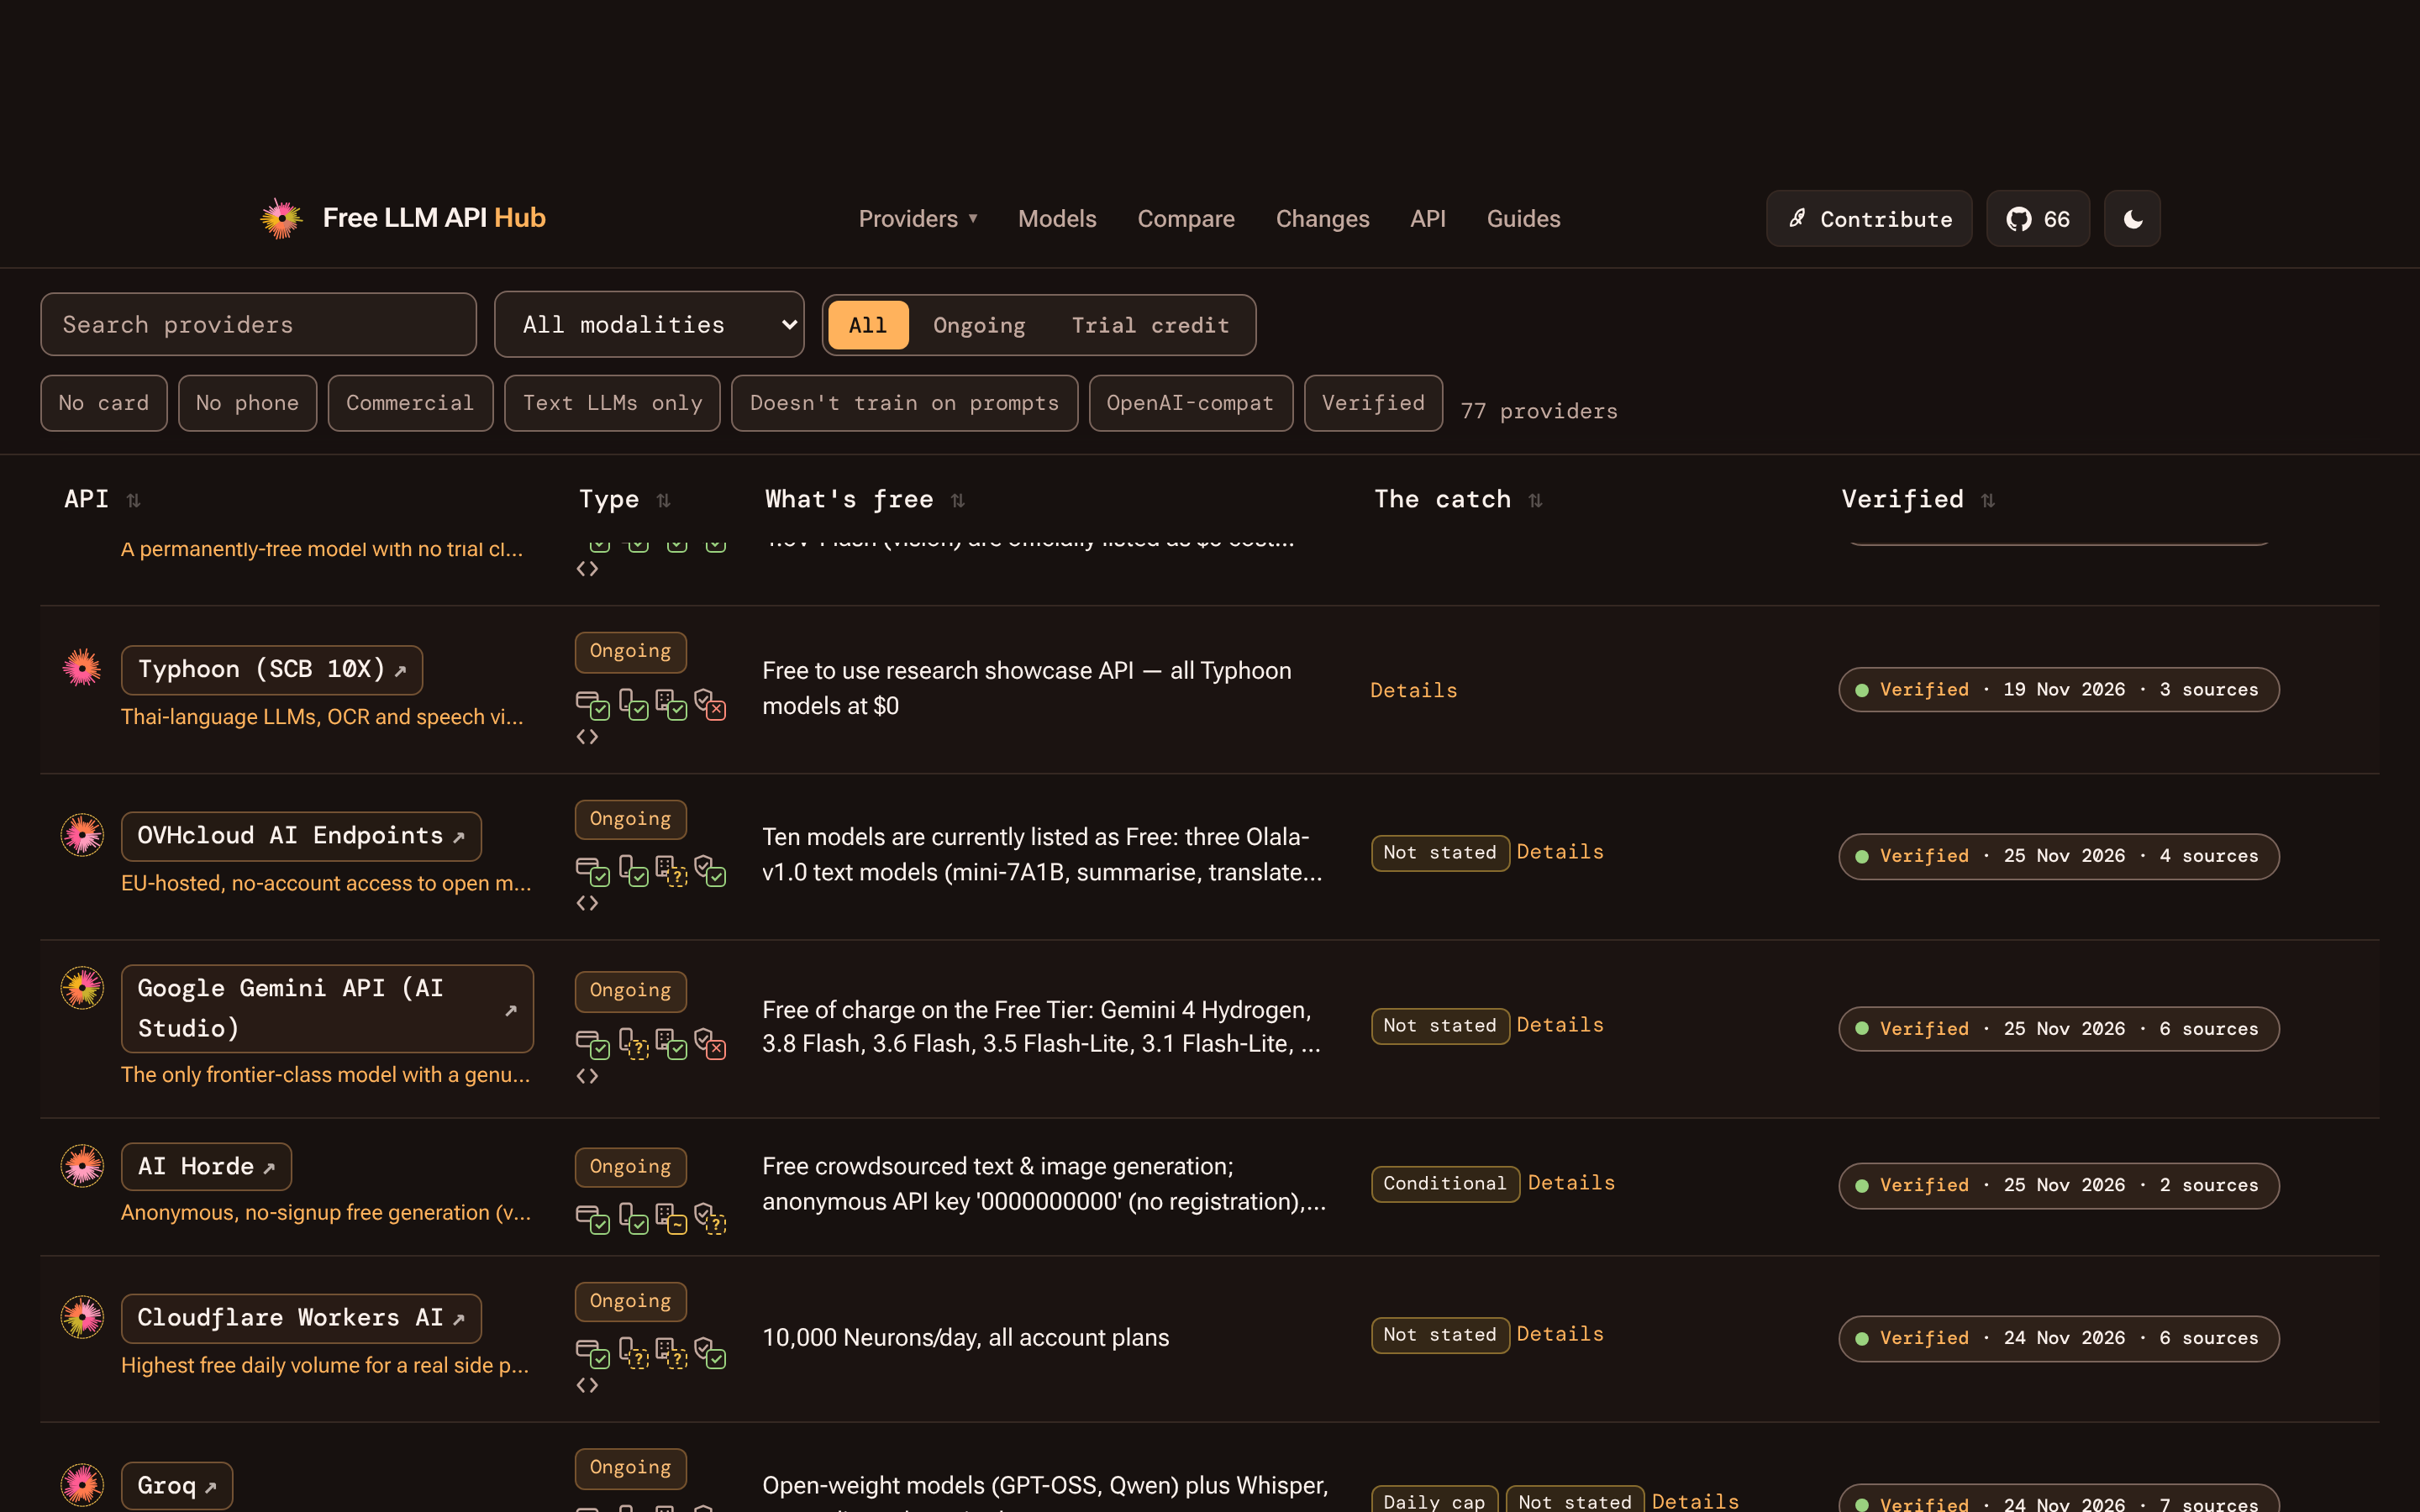 Free LLM API Hub
Providers ▾ Models Compare Changes API Guides
Contribute 66
Search providers All modalities All Ongoing Trial credit
No card No phone Commercial Text LLMs only Doesn't train on prompts OpenAI-compat Verified 77 providers
API Type What's free The catch Verified
A permanently-free model with no trial cl...
Typhoon (SCB 10X) ↗
Thai-language LLMs, OCR and speech vi...
Ongoing
Free to use research showcase API — all Typhoon
models at $0
Details
Verified · 19 Nov 2026 · 3 sources
OVHcloud AI Endpoints ↗
EU-hosted, no-account access to open m...
Ongoing
Ten models are currently listed as Free: three Olala-
v1.0 text models (mini-7A1B, summarise, translate...
Not stated Details
Verified · 25 Nov 2026 · 4 sources
Google Gemini API (AI
Studio) ↗
The only frontier-class model with a genu...
Ongoing
Free of charge on the Free Tier: Gemini 4 Hydrogen,
3.8 Flash, 3.6 Flash, 3.5 Flash-Lite, 3.1 Flash-Lite, ...
Not stated Details
Verified · 25 Nov 2026 · 6 sources
AI Horde ↗
Anonymous, no-signup free generation (v...
Ongoing
Free crowdsourced text & image generation;
anonymous API key '0000000000' (no registration),...
Conditional Details
Verified · 25 Nov 2026 · 2 sources
Cloudflare Workers AI ↗
Highest free daily volume for a real side p...
Ongoing
10,000 Neurons/day, all account plans
Not stated Details
Verified · 24 Nov 2026 · 6 sources
Groq ↗
Ongoing
Open-weight models (GPT-OSS, Qwen) plus Whisper,
Daily cap Not stated Details
Verified · 24 Nov 2026 · 7 sources